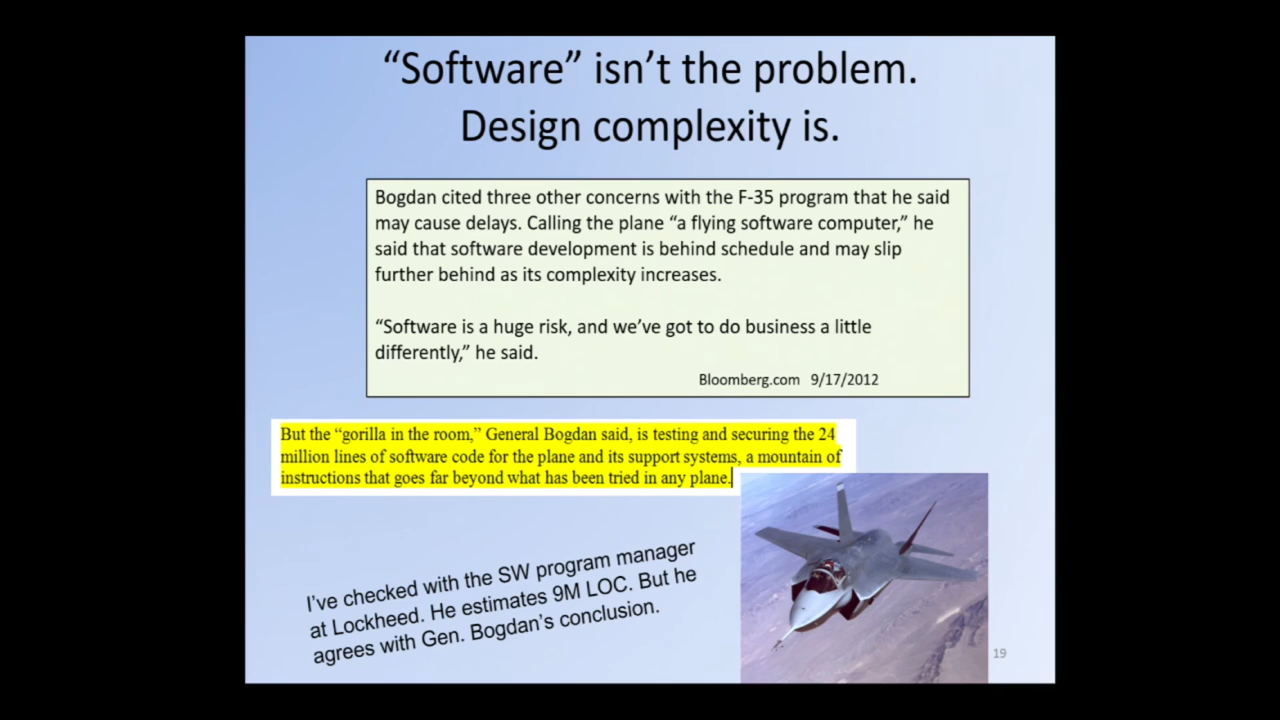 “Software” isn’t the problem.
Design complexity is.
Bogdan cited three other concerns with the F-35 program that he said
may cause delays. Calling the plane “a flying software computer,” he
said that software development is behind schedule and may slip
further behind as its complexity increases.
“Software is a huge risk, and we’ve got to do business a little
differently,” he said.
Bloomberg.com 9/17/2012
But the “gorilla in the room,” General Bogdan said, is testing and securing the 24
million lines of software code for the plane and its support systems, a mountain of
instructions that goes far beyond what has been tried in any plane.
I’ve checked with the SW program manager
at Lockheed. He estimates 9M LOC. But he
agrees with Gen. Bogdan’s conclusion.
19